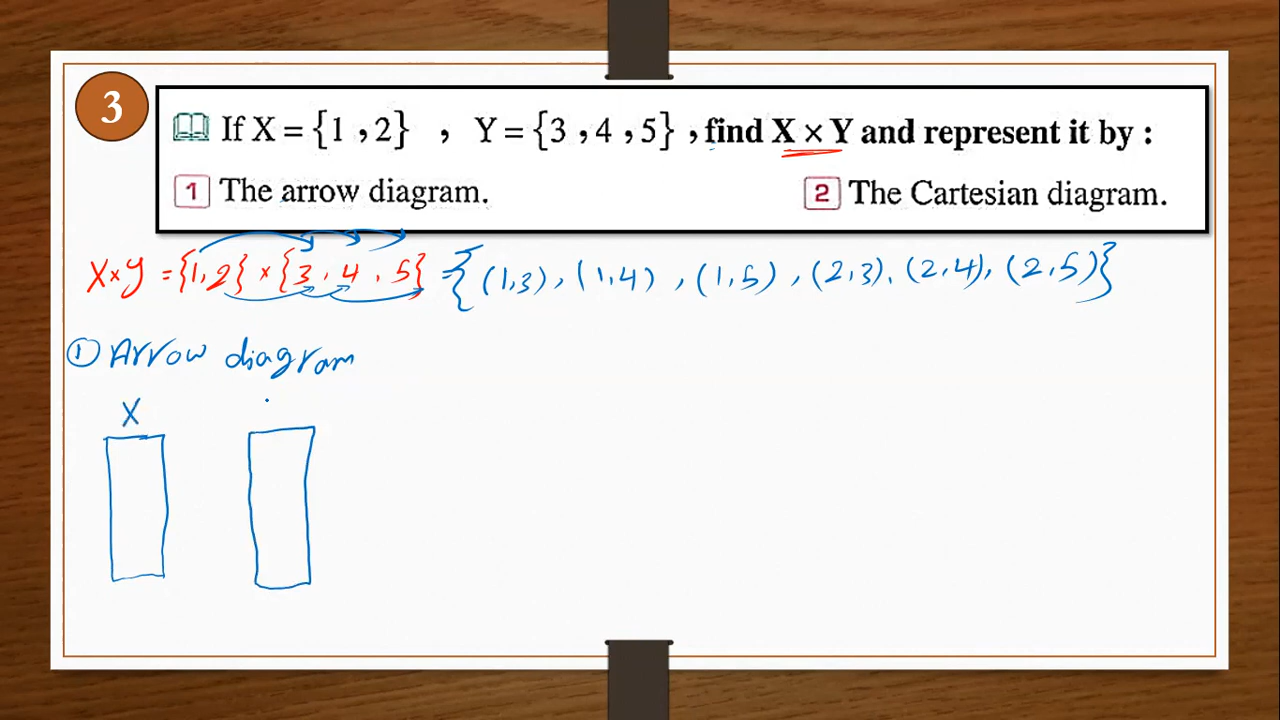 3
If X = {1 , 2} , Y = {3 , 4 , 5} , find X × Y and represent it by :
1 The arrow diagram.
2 The Cartesian diagram.
X×Y = {1, 2} × {3, 4, 5} = {(1,3), (1,4), (1,5), (2,3), (2,4), (2,5)}
① Arrow diagram
X